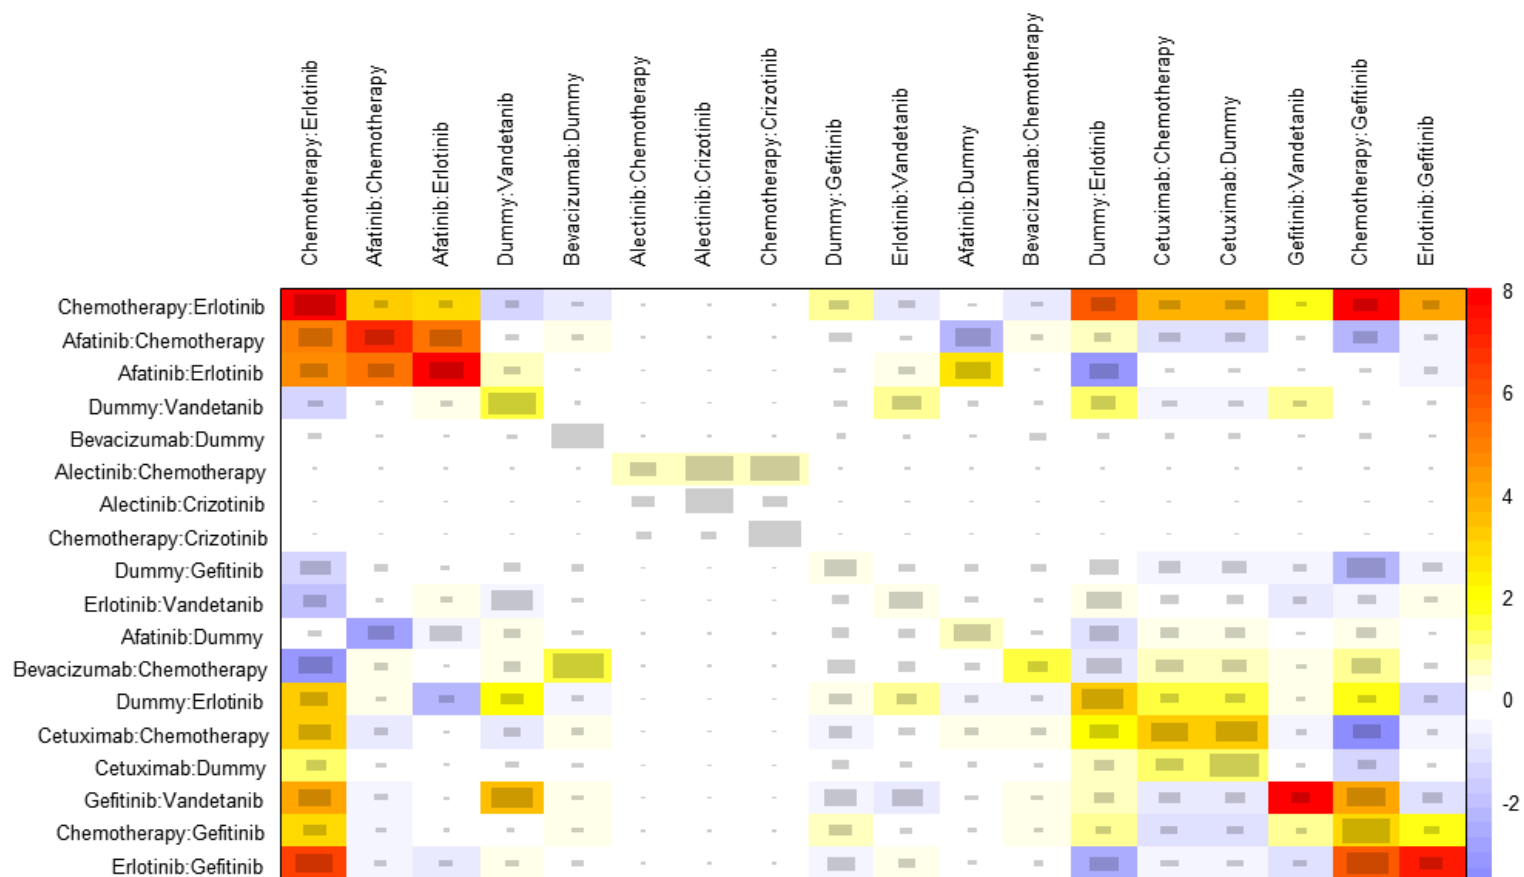 Chemotherapy:Erlotinib
Afatinib:Chemotherapy
Afatinib:Erlotinib
Dummy:Vandetanib
Bevacizumab:Dummy
Alectinib:Chemotherapy
Alectinib:Crizotinib
Chemotherapy:Crizotinib
Dummy:Gefitinib
Erlotinib:Vandetanib
Afatinib:Dummy
Bevacizumab:Chemotherapy
Dummy:Erlotinib
Cetuximab:Chemotherapy
Cetuximab:Dummy
Gefitinib:Vandetanib
Chemotherapy:Gefitinib
Erlotinib:Gefitinib
Chemotherapy:Erlotinib
Afatinib:Chemotherapy
Afatinib:Erlotinib
Dummy:Vandetanib
Bevacizumab:Dummy
Alectinib:Chemotherapy
Alectinib:Crizotinib
Chemotherapy:Crizotinib
Dummy:Gefitinib
Erlotinib:Vandetanib
Afatinib:Dummy
Bevacizumab:Chemotherapy
Dummy:Erlotinib
Cetuximab:Chemotherapy
Cetuximab:Dummy
Gefitinib:Vandetanib
Chemotherapy:Gefitinib
Erlotinib:Gefitinib
8
6
4
2
0
-2